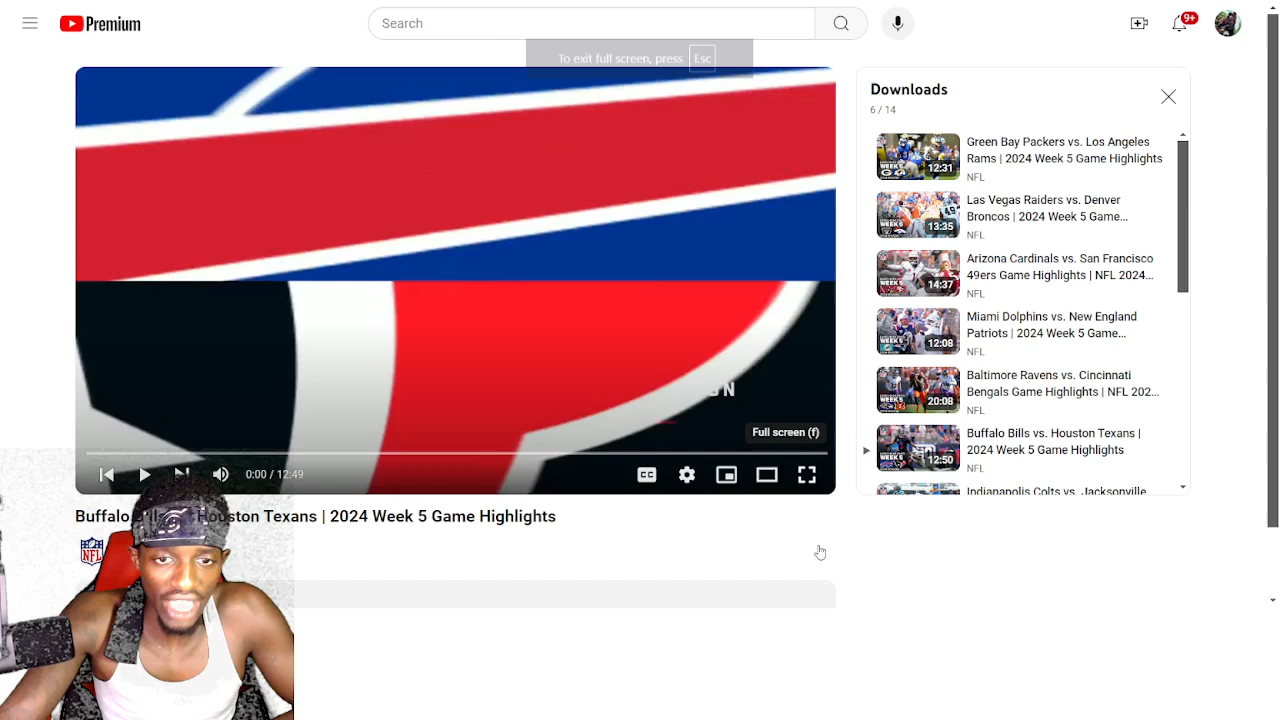 Premium
Search
9+
To exit full screen, press Esc
Downloads
6 / 14
12:31
Green Bay Packers vs. Los Angeles
Rams | 2024 Week 5 Game Highlights
NFL
13:35
Las Vegas Raiders vs. Denver
Broncos | 2024 Week 5 Game...
NFL
14:37
Arizona Cardinals vs. San Francisco
49ers Game Highlights | NFL 2024...
NFL
12:08
Miami Dolphins vs. New England
Patriots | 2024 Week 5 Game...
NFL
20:08
Baltimore Ravens vs. Cincinnati
Bengals Game Highlights | NFL 202...
NFL
12:50
Buffalo Bills vs. Houston Texans |
2024 Week 5 Game Highlights
NFL
Indianapolis Colts vs. Jacksonville
Full screen (f)
0:00 / 12:49
CC
Buffalo Houston Texans | 2024 Week 5 Game Highlights
NFL